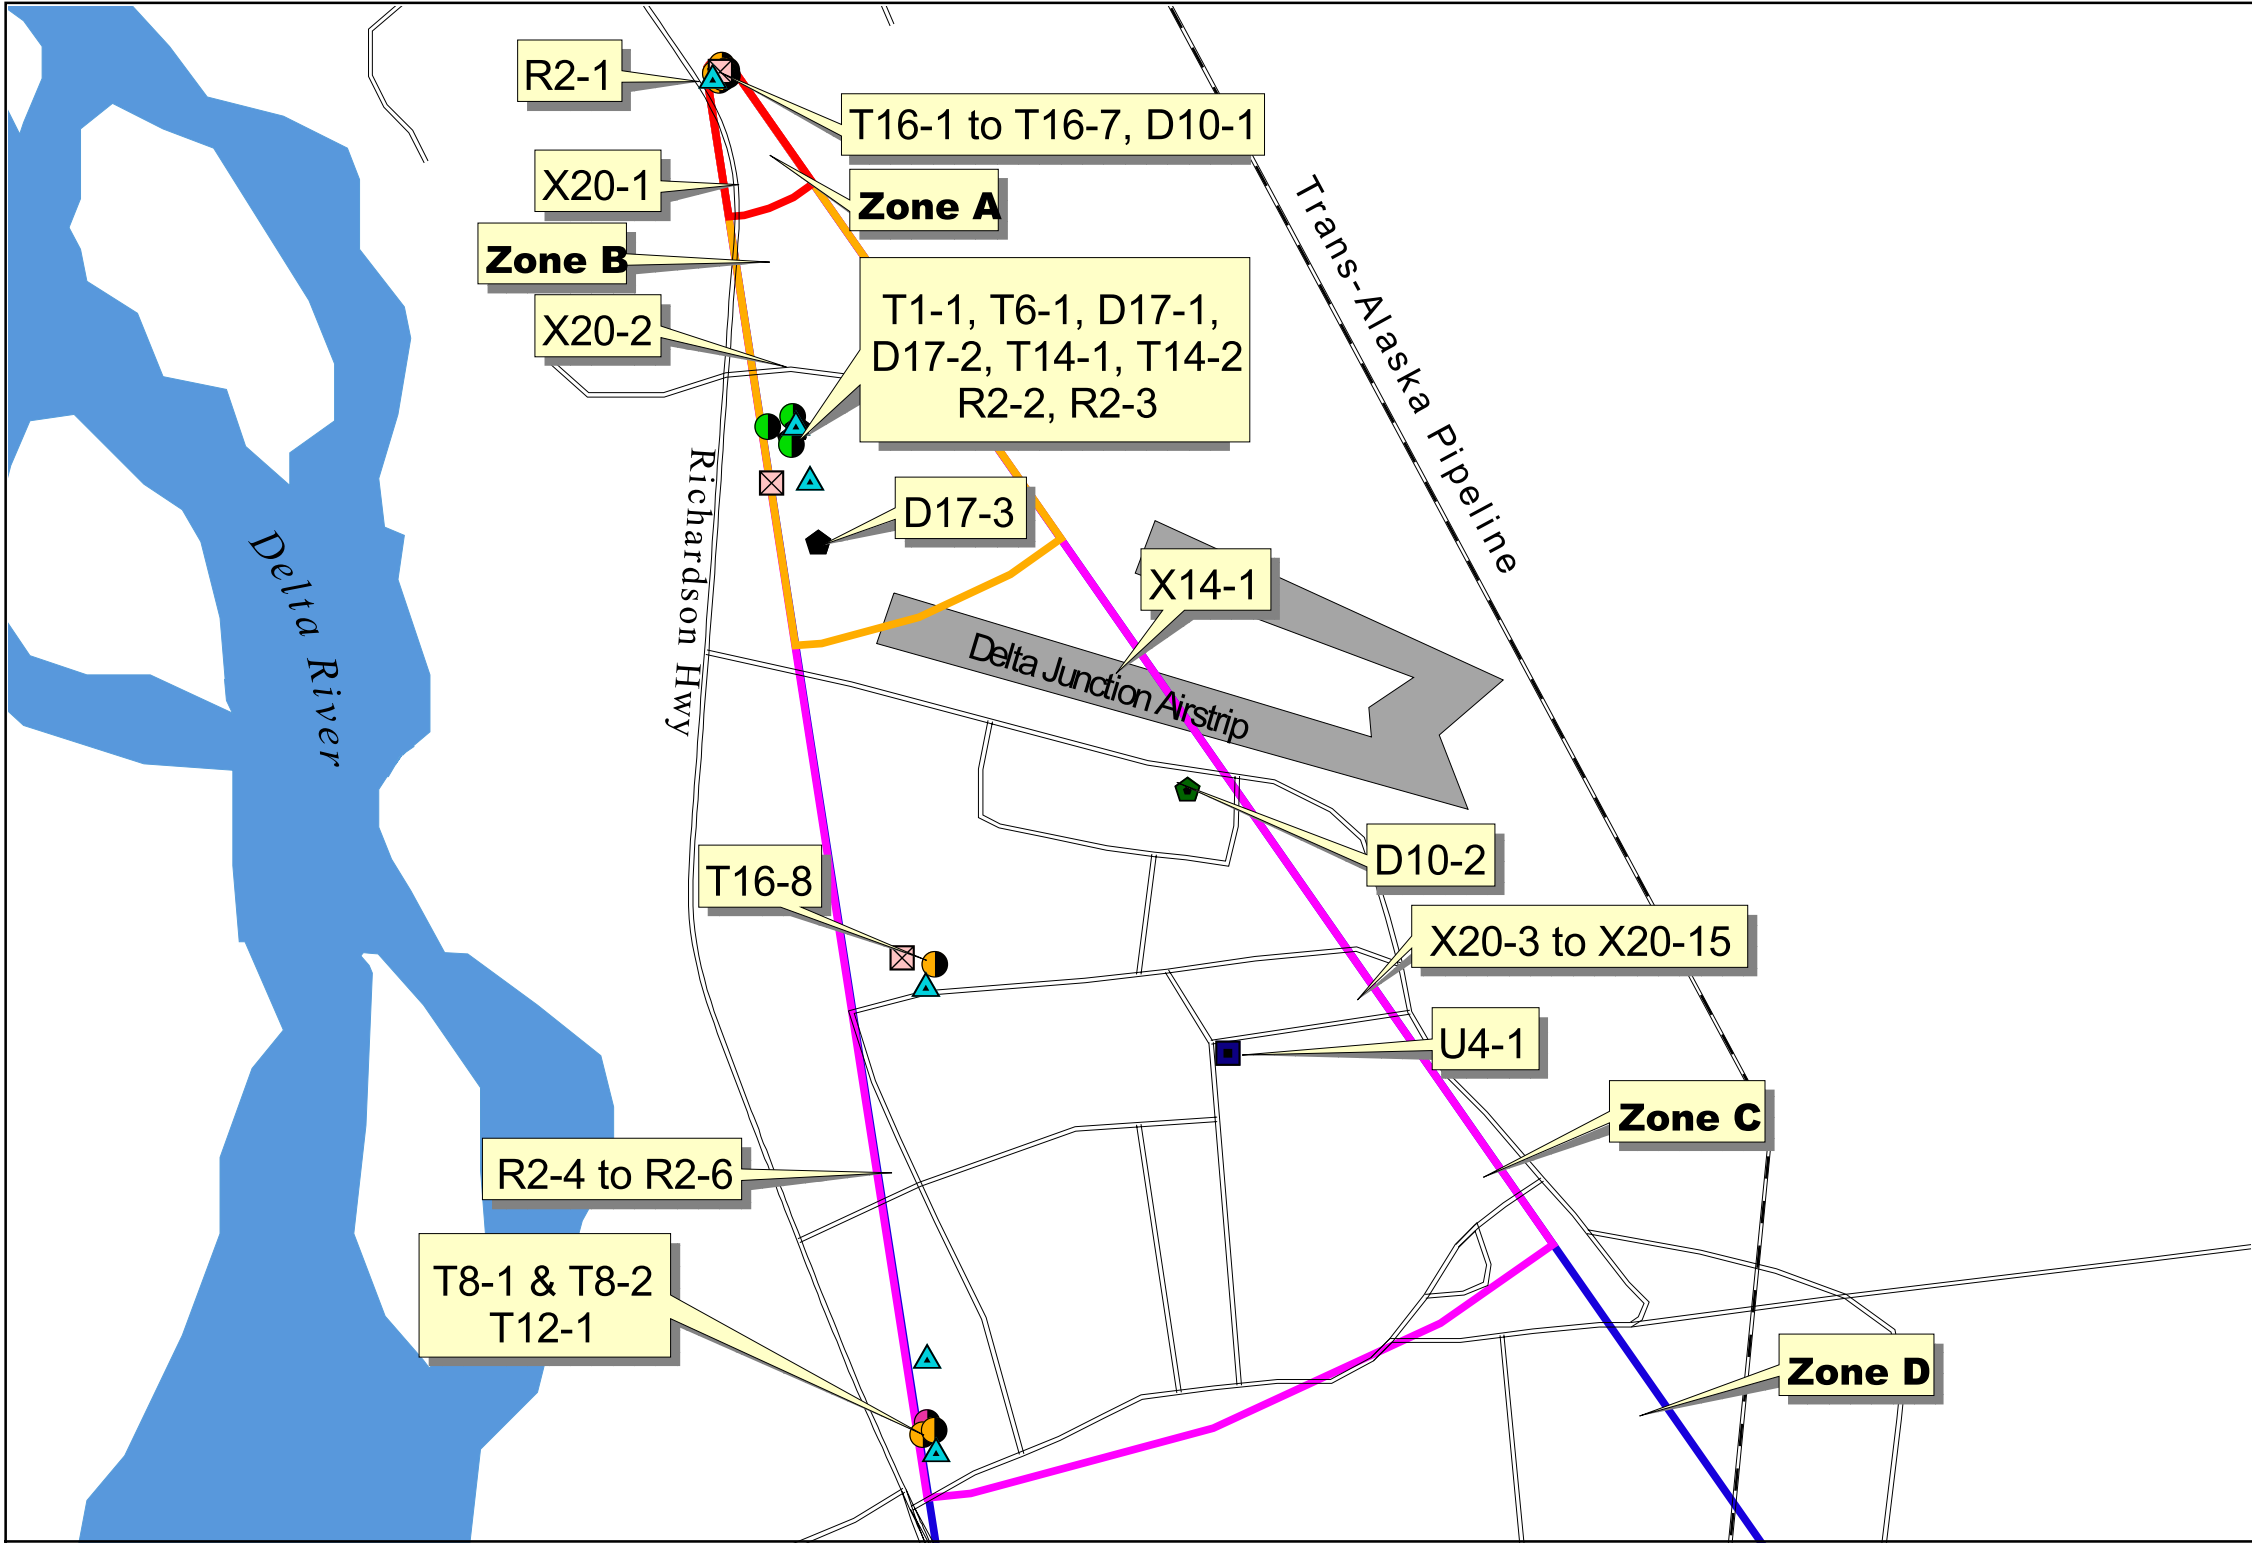 R2-1
T16-1 to T16-7, D10-1
X20-1
Zone A
Zone B
X20-2
T1-1, T6-1, D17-1,
D17-2, T14-1, T14-2
R2-2, R2-3
Trans-Alaska Pipeline
Richardson Hwy
D17-3
Delta River
X14-1
Delta Junction Airstrip
D10-2
T16-8
X20-3 to X20-15
U4-1
Zone C
R2-4 to R2-6
T8-1 & T8-2
T12-1
Zone D